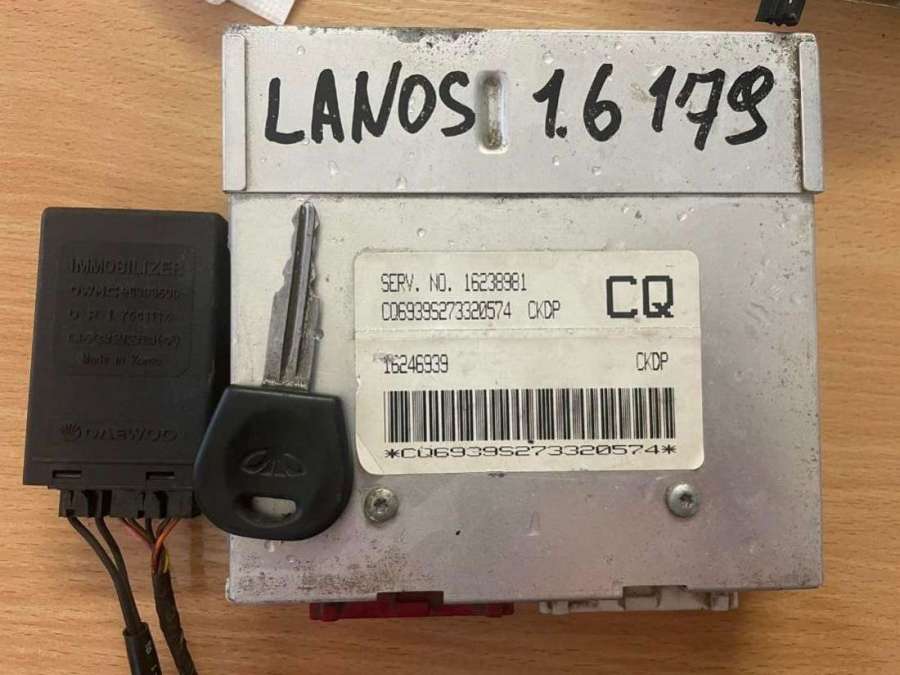 LANOS 1.6 179
SERV. NO. 16238981
CQ6939S273320574 CKDP
CQ
16246939 CKDP
*CQ6939S273320574*
IMMOBILIZER
Made in Korea
DAEWOO